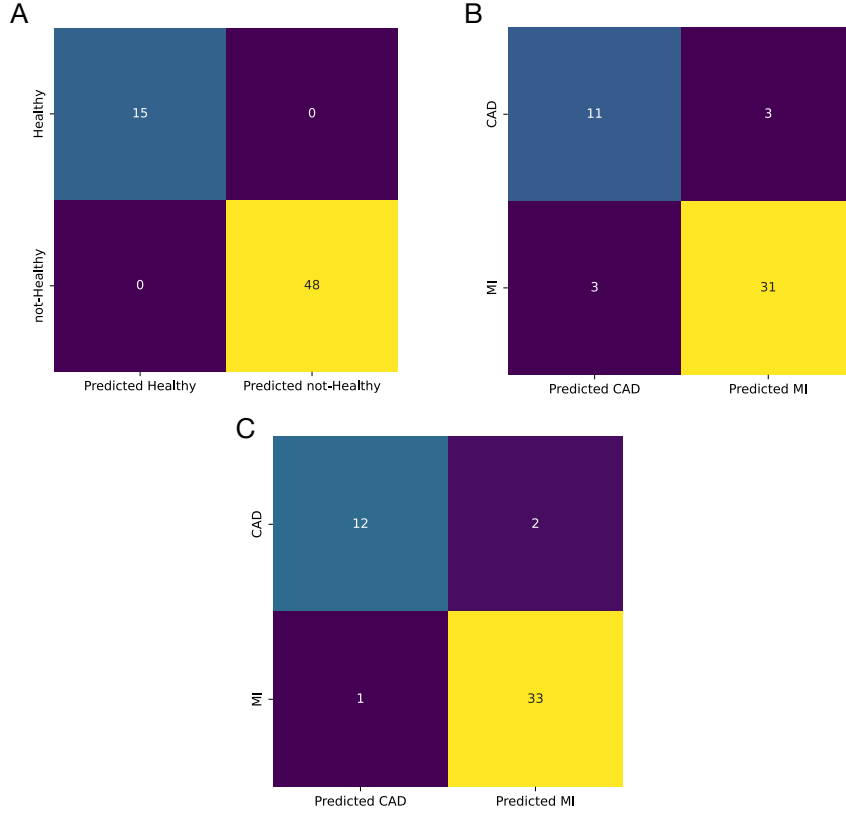 A
Healthy
15
0
not-Healthy
0
48
Predicted Healthy
Predicted not-Healthy
B
CAD
11
3
MI
3
31
Predicted CAD
Predicted MI
C
CAD
12
2
MI
1
33
Predicted CAD
Predicted MI